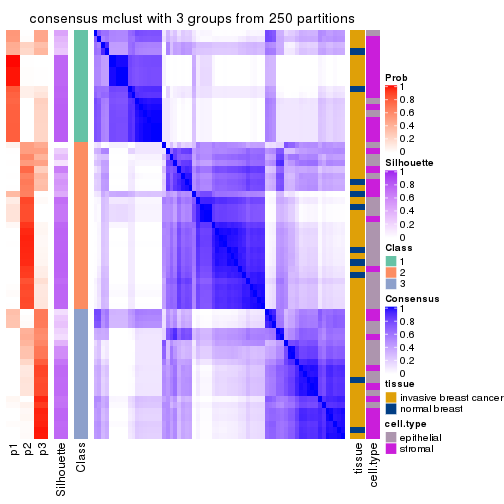 consensus mclust with 3 groups from 250 partitions
Prob
1
0.8
0.6
0.4
0.2
0
Silhouette
1
0.8
0.6
0.4
0.2
0
Class
1
2
3
Consensus
1
0.8
0.6
0.4
0.2
0
tissue
invasive breast cancer
normal breast
cell.type
epithelial
stromal
p1
p2
p3
Silhouette
Class
tissue
cell.type